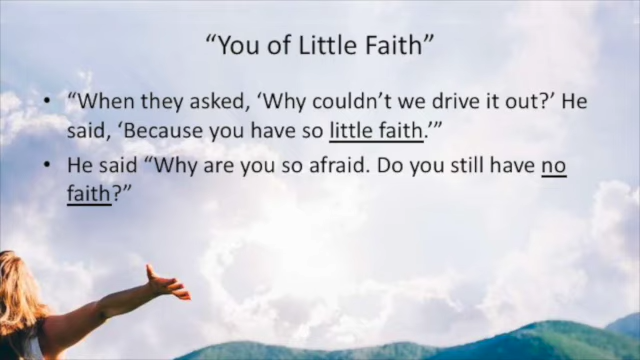 “You of Little Faith”
• “When they asked, ‘Why couldn’t we drive it out?’ He
said, ‘Because you have so little faith.’”
• He said “Why are you so afraid. Do you still have no
faith?”